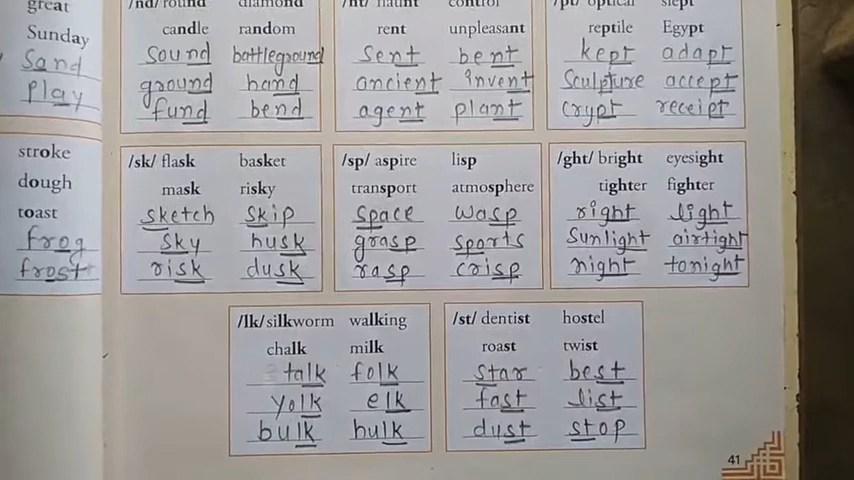 great
Sunday
Sand
Play
/nd/ round diamond
candle random
Sound battleground
ground hand
fund bend
/nt/ flaunt control
rent unpleasant
Sent bent
ancient invent
agent plant
/pt/ optical slept
reptile Egypt
kept adapt
Sculpture accept
crypt receipt
stroke
dough
toast
frog
frost
/sk/ flask basket
mask risky
sketch skip
sky husk
risk dusk
/sp/ aspire lisp
transport atmosphere
space wasp
grasp sports
rasp crisp
/ght/ bright eyesight
tighter fighter
right light
Sunlight airtight
night tonight
/lk/ silkworm walking
chalk milk
talk folk
yolk elk
bulk hulk
/st/ dentist hostel
roast twist
star best
fast list
dust stop
41